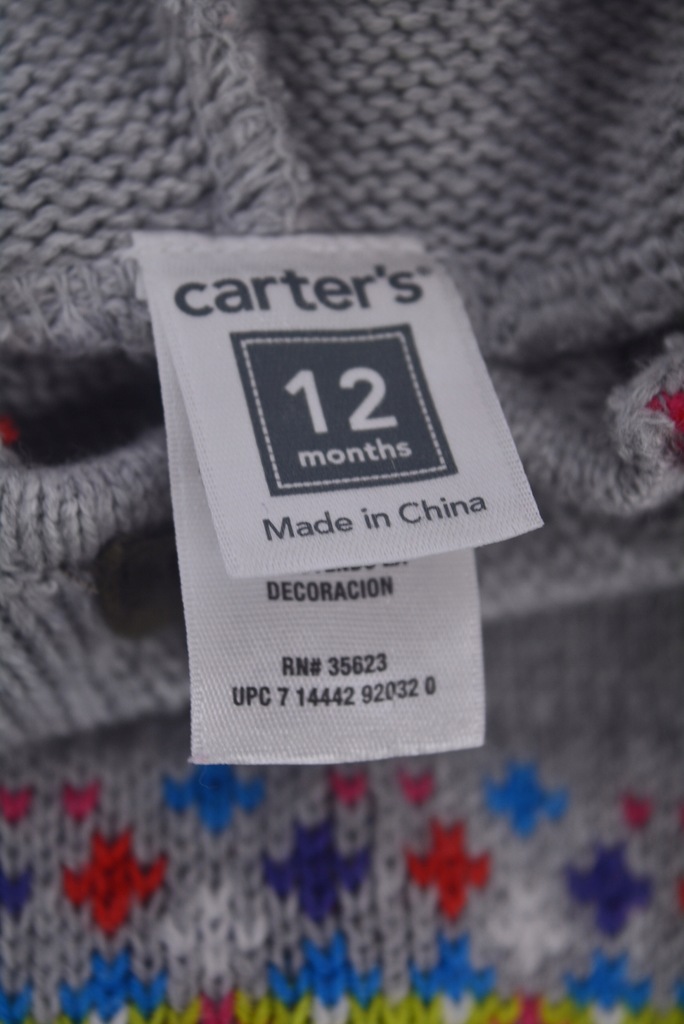 carter's
12
months
Made in China
DECORACION
RN# 35623
UPC 7 14442 92032 0